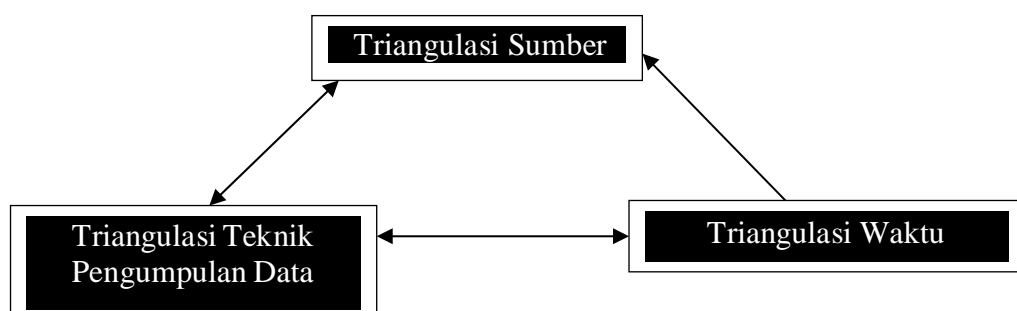 Triangulasi Sumber
Triangulasi Teknik
Pengumpulan Data
Triangulasi Waktu